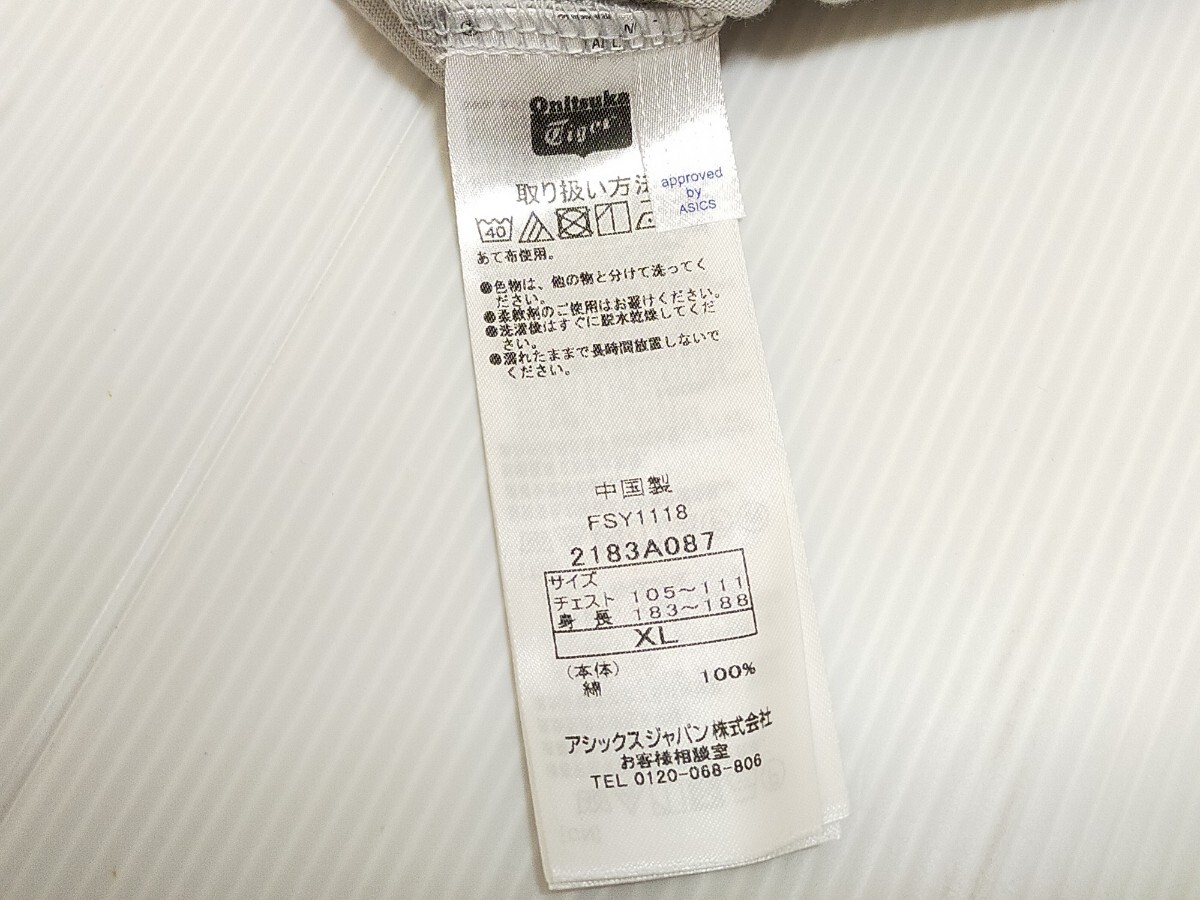 Onitsuka
Tiger
取り扱い方法
approved
by
ASICS
40
あて布使用。
●色物は、他の物と分けて洗ってく
ださい。
●柔軟剤のご使用はお避けください。
●洗濯後はすぐに脱水乾燥してくだ
さい。
●濡れたままで長時間放置しないで
ください。
中国製
FSY1118
2183A087
サイズ
チェスト 105～111
身長 183～188
XL
(本体)
綿 100%
アシックスジャパン株式会社
お客様相談室
TEL 0120-068-806